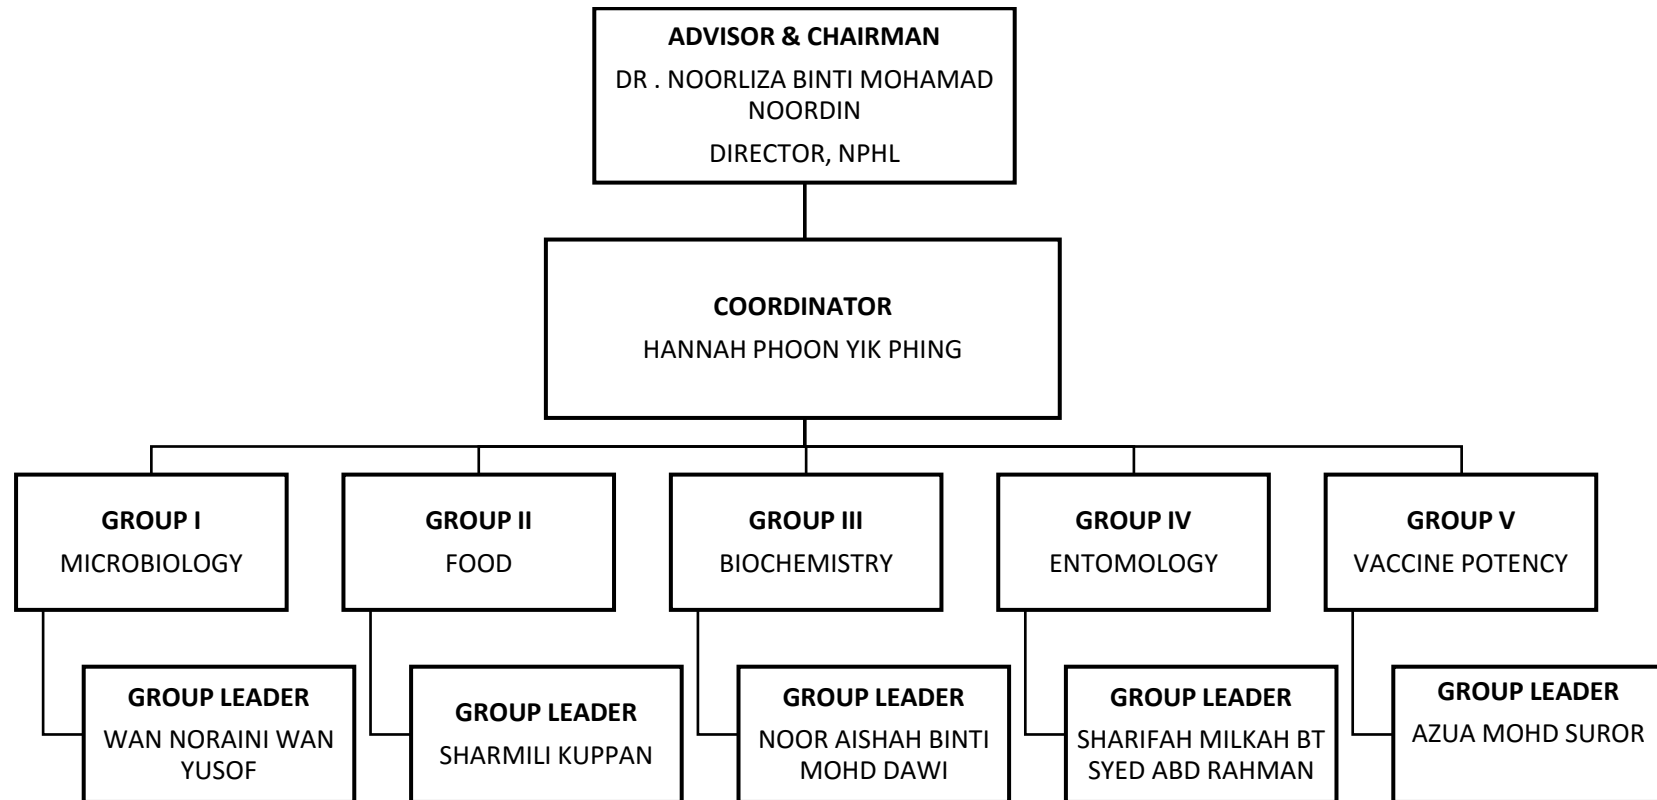 ADVISOR & CHAIRMAN
DR . NOORLIZA BINTI MOHAMAD
NOORDIN
DIRECTOR, NPHL
COORDINATOR
HANNAH PHOON YIK PHING
GROUP I
MICROBIOLOGY
GROUP II
FOOD
GROUP III
BIOCHEMISTRY
GROUP IV
ENTOMOLOGY
GROUP V
VACCINE POTENCY
GROUP LEADER
WAN NORAINI WAN
YUSOF
GROUP LEADER
SHARMILI KUPPAN
GROUP LEADER
NOOR AISHAH BINTI
MOHD DAWI
GROUP LEADER
SHARIFAH MILKAH BT
SYED ABD RAHMAN
GROUP LEADER
AZUA MOHD SUROR